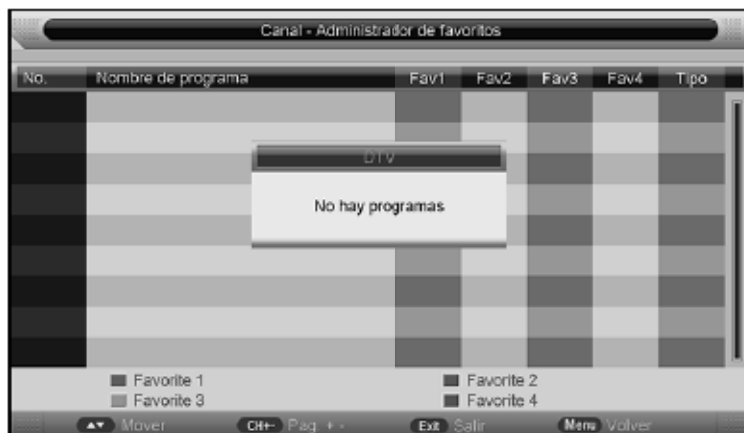 Canal - Administrador de favoritos
No. Nombre de programa Fav1 Fav2 Fav3 Fav4 Tipo
DTV
No hay programas
Favorite 1 Favorite 2
Favorite 3 Favorite 4
▲▼ Mover CH+- Pag. + - Exit Salir Menu Volver